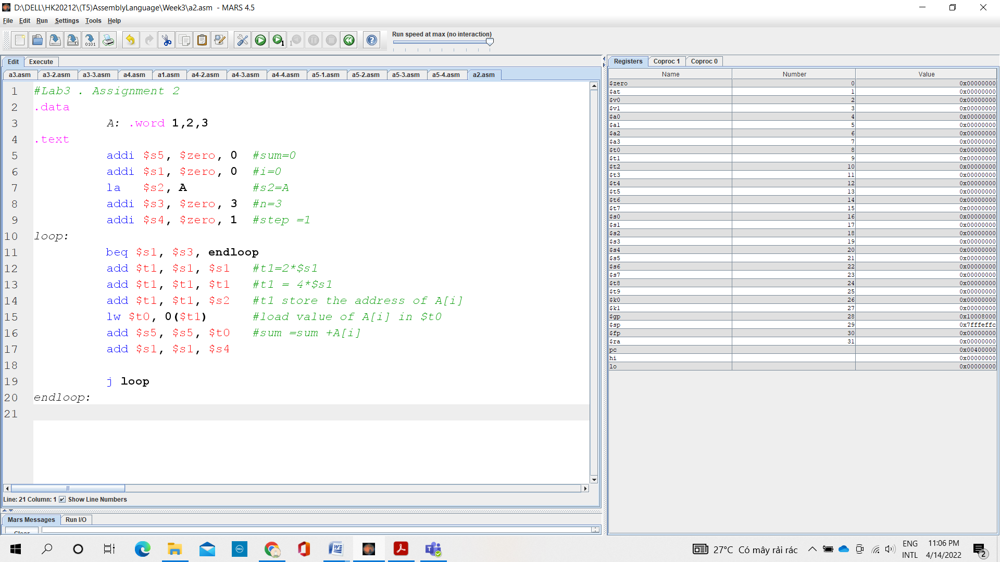 D:\DELL\HK20212\(T5)AssemblyLanguage\Week3\a2.asm - MARS 4.5
File Edit Run Settings Tools Help
Run speed at max (no interaction)
Edit Execute
a3.asm a3-2.asm a3-3.asm a4.asm a1.asm a4-2.asm a4-3.asm a4-4.asm a5-1.asm a5-2.asm a5-3.asm a5-4.asm a2.asm
1 #Lab3 . Assignment 2
2 .data
3 A: .word 1,2,3
4 .text
5 addi $s5, $zero, 0 #sum=0
6 addi $s1, $zero, 0 #i=0
7 la $s2, A #s2=A
8 addi $s3, $zero, 3 #n=3
9 addi $s4, $zero, 1 #step =1
10 loop:
11 beq $s1, $s3, endloop
12 add $t1, $s1, $s1 #t1=2*$s1
13 add $t1, $t1, $t1 #t1 = 4*$s1
14 add $t1, $t1, $s2 #t1 store the address of A[i]
15 lw $t0, 0($t1) #load value of A[i] in $t0
16 add $s5, $s5, $t0 #sum =sum +A[i]
17 add $s1, $s1, $s4
18
19 j loop
20 endloop:
21
Line: 21 Column: 1 Show Line Numbers
Mars Messages Run I/O
Clear
Registers Coproc 1 Coproc 0
Name Number Value
$zero 0 0x00000000
$at 1 0x00000000
$v0 2 0x00000000
$v1 3 0x00000000
$a0 4 0x00000000
$a1 5 0x00000000
$a2 6 0x00000000
$a3 7 0x00000000
$t0 8 0x00000000
$t1 9 0x00000000
$t2 10 0x00000000
$t3 11 0x00000000
$t4 12 0x00000000
$t5 13 0x00000000
$t6 14 0x00000000
$t7 15 0x00000000
$s0 16 0x00000000
$s1 17 0x00000000
$s2 18 0x00000000
$s3 19 0x00000000
$s4 20 0x00000000
$s5 21 0x00000000
$s6 22 0x00000000
$s7 23 0x00000000
$t8 24 0x00000000
$t9 25 0x00000000
$k0 26 0x00000000
$k1 27 0x00000000
$gp 28 0x10008000
$sp 29 0x7fffeffc
$fp 30 0x00000000
$ra 31 0x00000000
pc 0x00400000
hi 0x00000000
lo 0x00000000
27°C Có mây rải rác
ENG
INTL
11:06 PM
4/14/2022
2